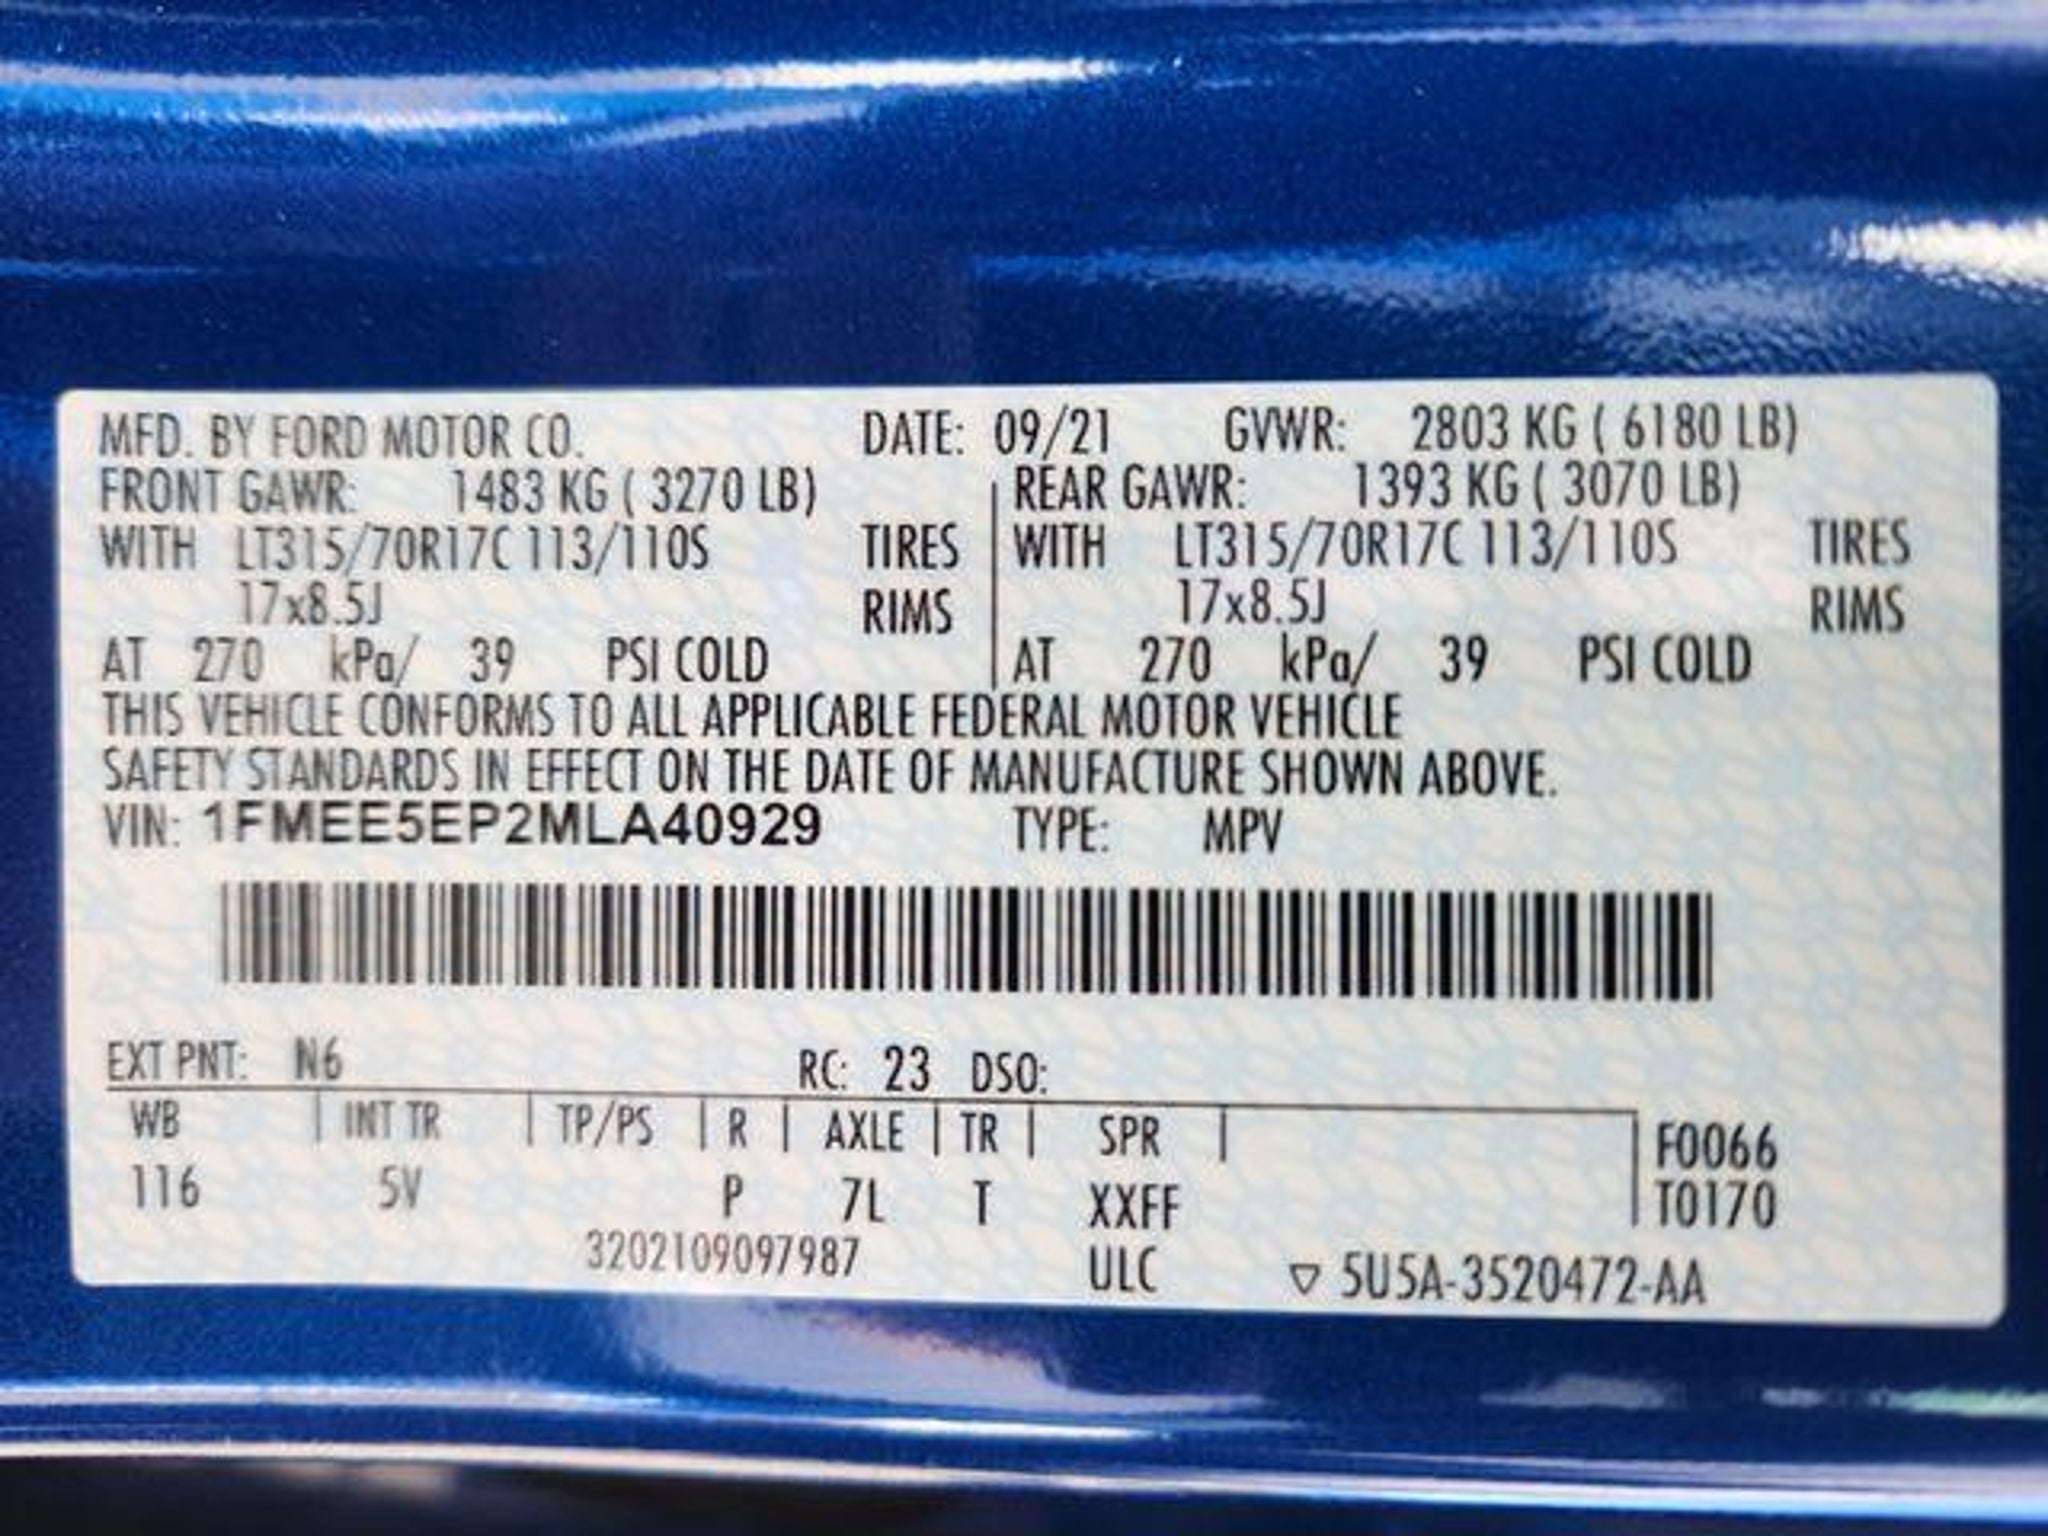 MFD. BY FORD MOTOR CO. DATE: 09/21 GVWR: 2803 KG ( 6180 LB)
FRONT GAWR: 1483 KG ( 3270 LB) REAR GAWR: 1393 KG ( 3070 LB)
WITH LT315/70R17C 113/110S TIRES WITH LT315/70R17C 113/110S TIRES
17x8.5J RIMS 17x8.5J RIMS
AT 270 kPa/ 39 PSI COLD AT 270 kPa/ 39 PSI COLD
THIS VEHICLE CONFORMS TO ALL APPLICABLE FEDERAL MOTOR VEHICLE
SAFETY STANDARDS IN EFFECT ON THE DATE OF MANUFACTURE SHOWN ABOVE.
VIN: 1FMEE5EP2MLA40929 TYPE: MPV
EXT PNT: N6 RC: 23 DSO:
WB INT TR TP/PS R AXLE TR SPR F0066
116 5V P 7L T XXFF T0170
3202109097987 ULC ▽ 5U5A-3520472-AA